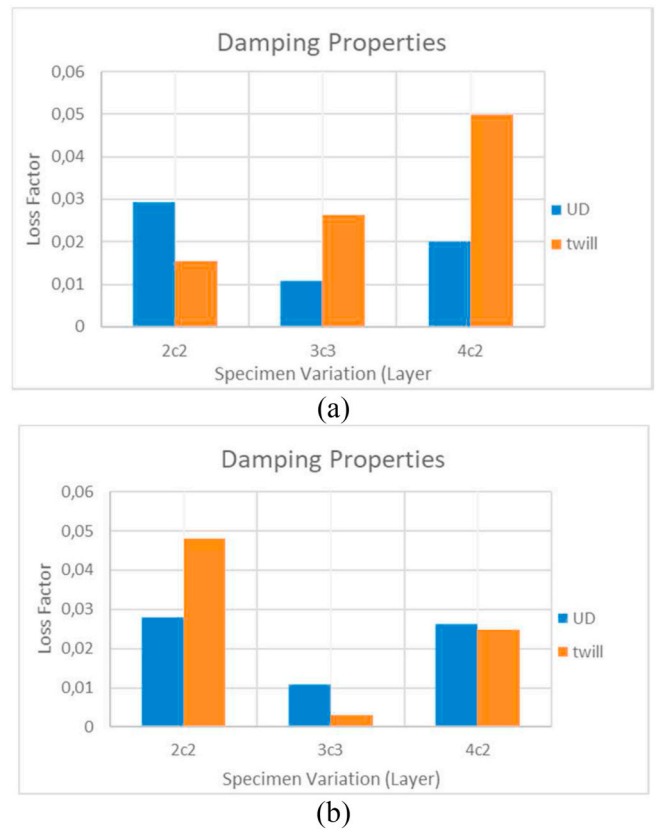 Damping Properties
0,06
0,05
0,04
0,03
0,02
0,01
0
Loss Factor
UD
twill
2c2 3c3 4c2
Specimen Variation (Layer
(a)
Damping Properties
0,06
0,05
0,04
0,03
0,02
0,01
0
Loss Factor
UD
twill
2c2 3c3 4c2
Specimen Variation (Layer)
(b)